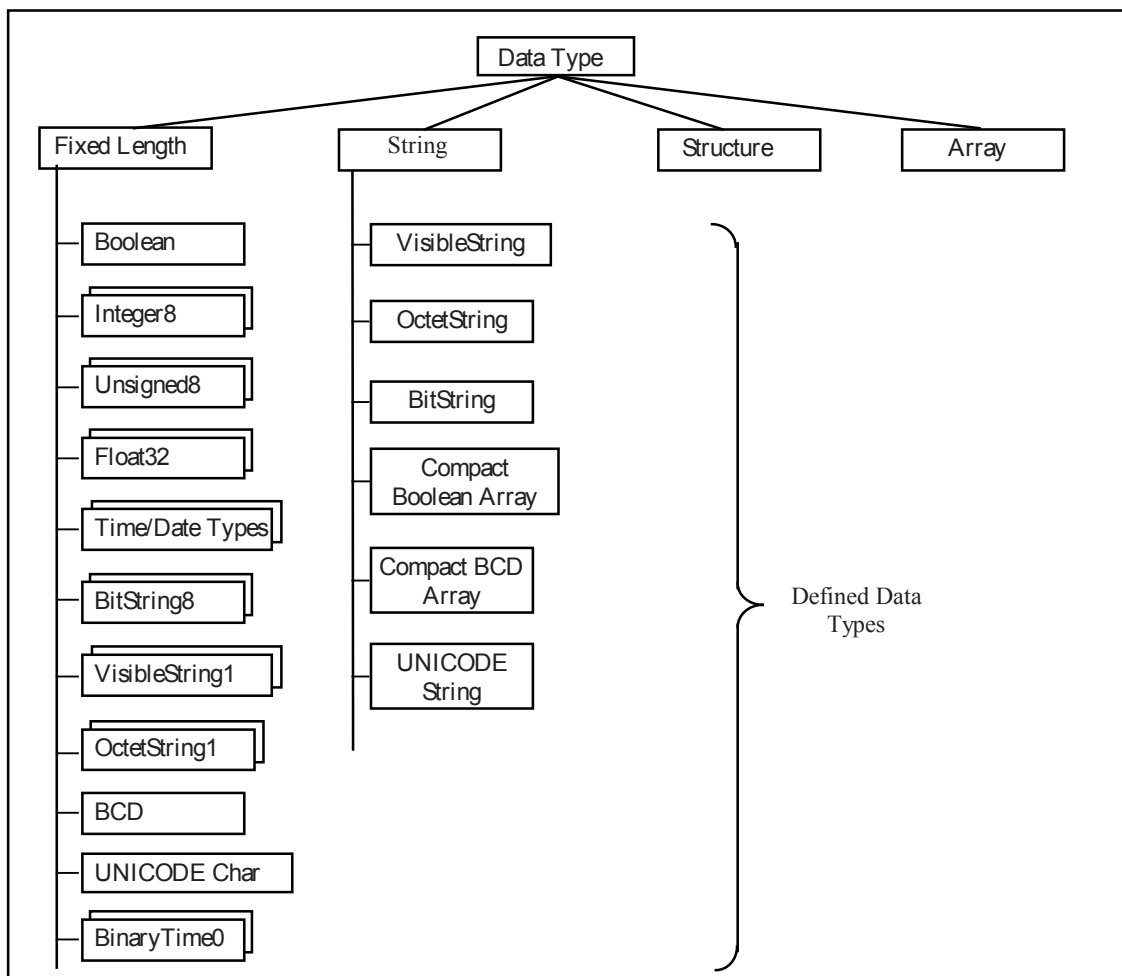 Data Type
Fixed Length
String
Structure
Array
Boolean
Integer8
Unsigned8
Float32
Time/Date Types
BitString8
VisibleString1
OctetString1
BCD
UNICODE Char
BinaryTime0
VisibleString
OctetString
BitString
Compact
Boolean Array
Compact BCD
Array
UNICODE
String
Defined Data
Types